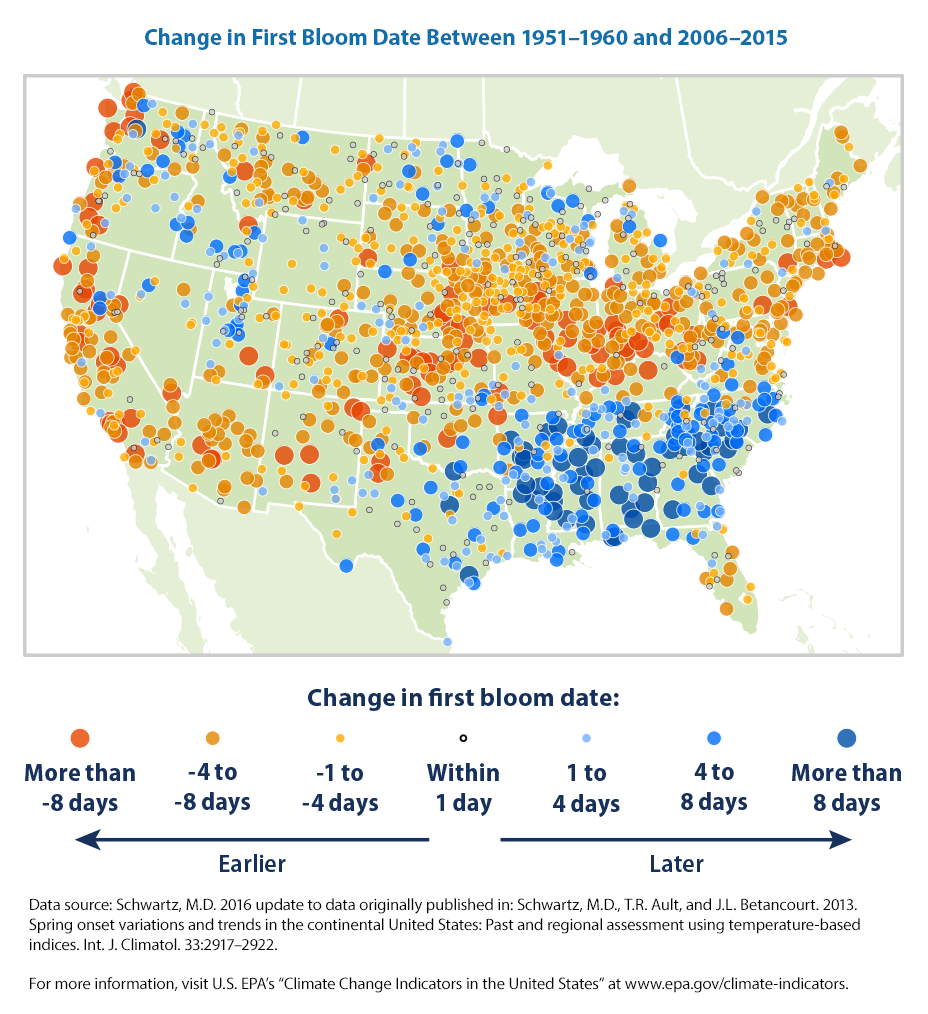 Change in First Bloom Date Between 1951–1960 and 2006–2015
Change in first bloom date:
More than
-8 days
-4 to
-8 days
-1 to
-4 days
Within
1 day
1 to
4 days
4 to
8 days
More than
8 days
Earlier
Later
Data source: Schwartz, M.D. 2016 update to data originally published in: Schwartz, M.D., T.R. Ault, and J.L. Betancourt. 2013.
Spring onset variations and trends in the continental United States: Past and regional assessment using temperature-based
indices. Int. J. Climatol. 33:2917–2922.
For more information, visit U.S. EPA’s “Climate Change Indicators in the United States” at www.epa.gov/climate-indicators.